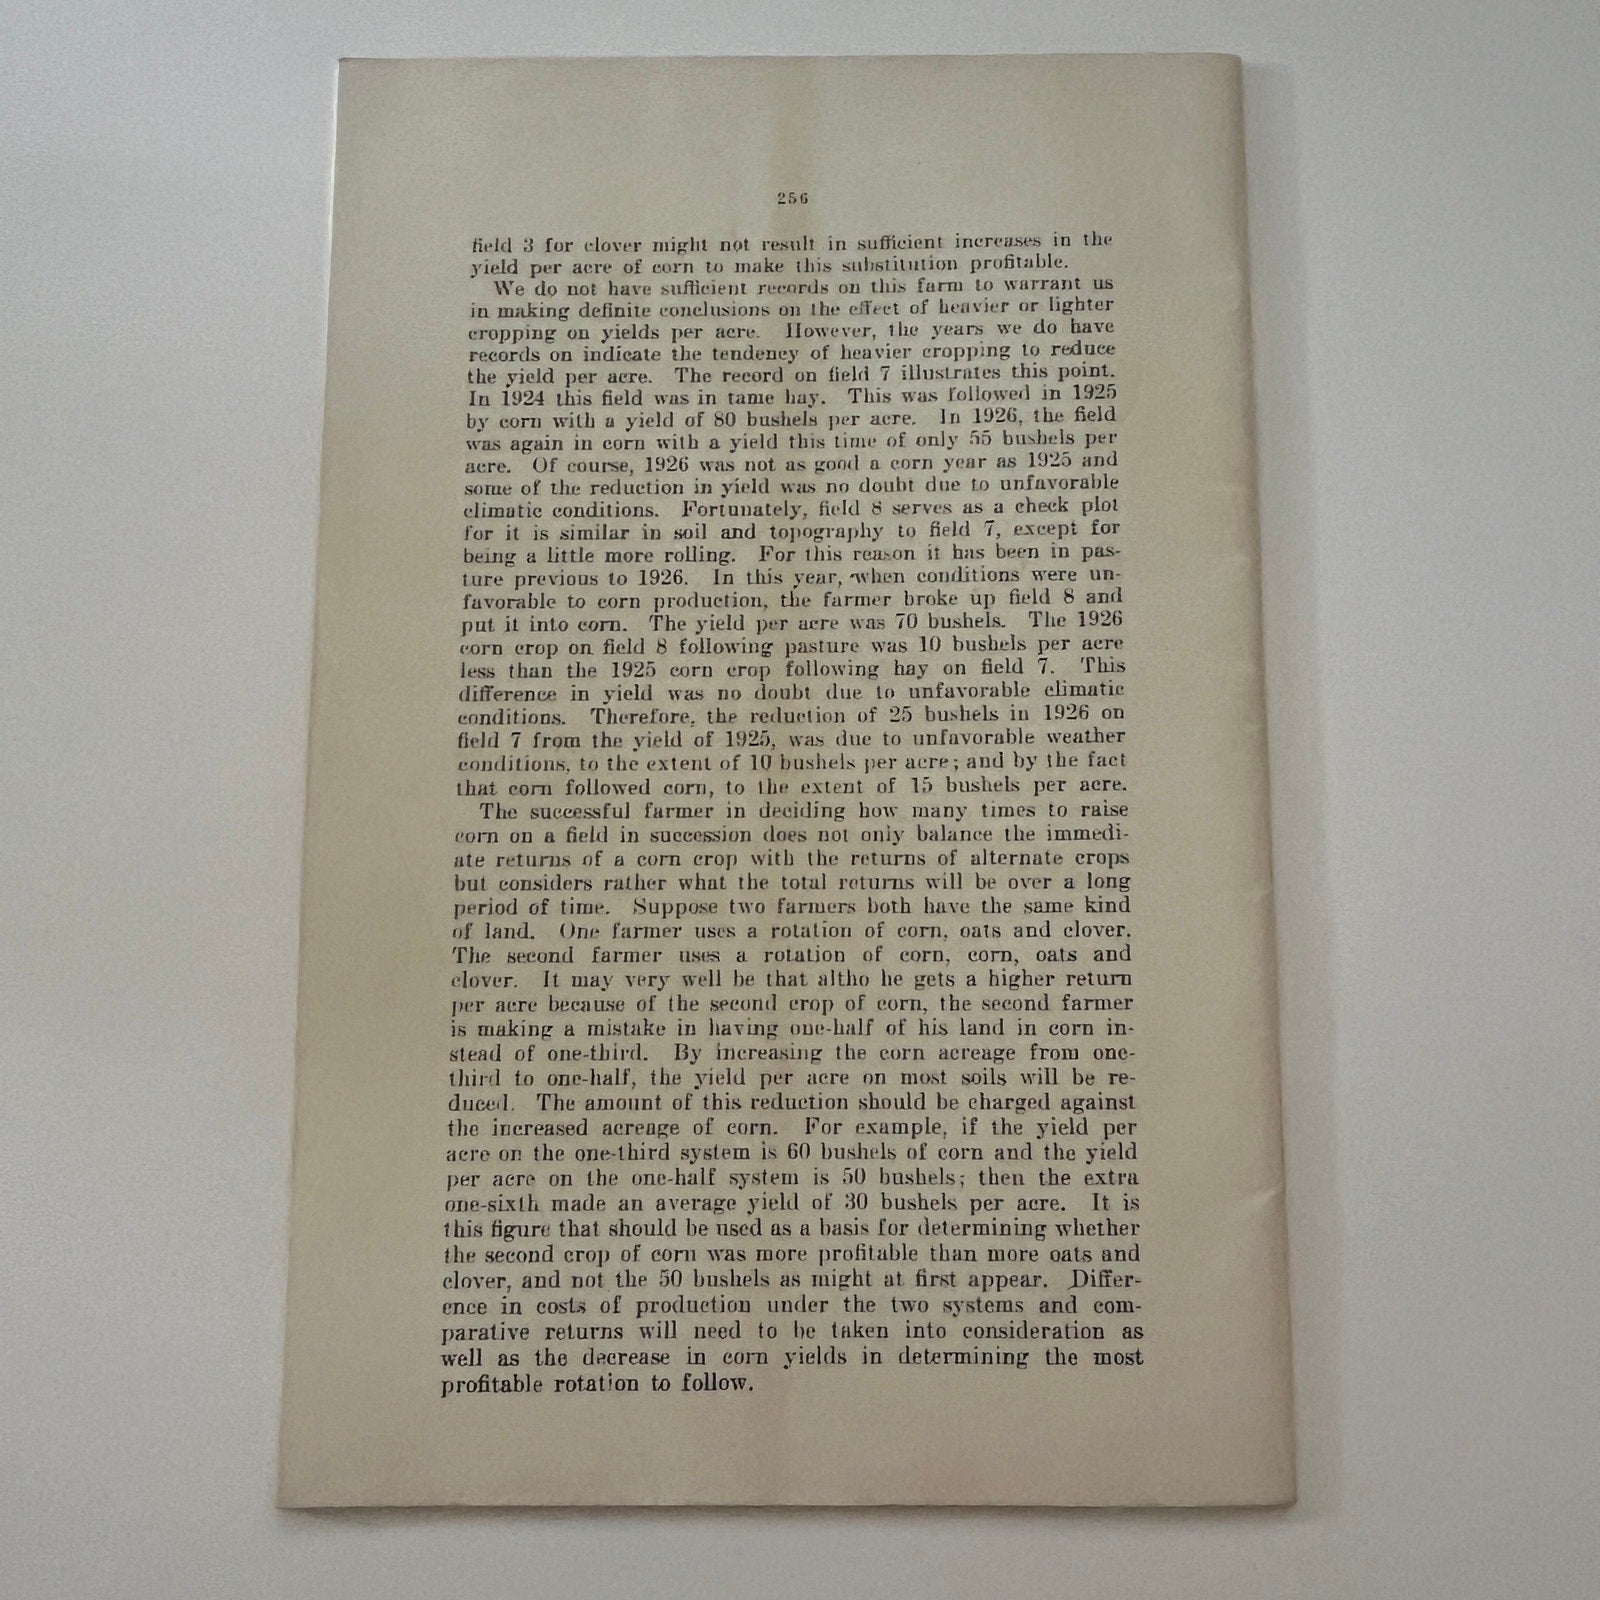 256
field 3 for clover might not result in sufficient increases in the
yield per acre of corn to make this substitution profitable.
We do not have sufficient records on this farm to warrant us
in making definite conclusions on the effect of heavier or lighter
cropping on yields per acre. However, the years we do have
records on indicate the tendency of heavier cropping to reduce
the yield per acre. The record on field 7 illustrates this point.
In 1924 this field was in tame hay. This was followed in 1925
by corn with a yield of 80 bushels per acre. In 1926, the field
was again in corn with a yield this time of only 55 bushels per
acre. Of course, 1926 was not as good a corn year as 1925 and
some of the reduction in yield was no doubt due to unfavorable
climatic conditions. Fortunately, field 8 serves as a check plot
for it is similar in soil and topography to field 7, except for
being a little more rolling. For this reason it has been in pas-
ture previous to 1926. In this year, when conditions were un-
favorable to corn production, the farmer broke up field 8 and
put it into corn. The yield per acre was 70 bushels. The 1926
corn crop on field 8 following pasture was 10 bushels per acre
less than the 1925 corn crop following hay on field 7. This
difference in yield was no doubt due to unfavorable climatic
conditions. Therefore, the reduction of 25 bushels in 1926 on
field 7 from the yield of 1925, was due to unfavorable weather
conditions, to the extent of 10 bushels per acre; and by the fact
that corn followed corn, to the extent of 15 bushels per acre.
The successful farmer in deciding how many times to raise
corn on a field in succession does not only balance the immedi-
ate returns of a corn crop with the returns of alternate crops
but considers rather what the total returns will be over a long
period of time. Suppose two farmers both have the same kind
of land. One farmer uses a rotation of corn, oats and clover.
The second farmer uses a rotation of corn, corn, oats and
clover. It may very well be that altho he gets a higher return
per acre because of the second crop of corn, the second farmer
is making a mistake in having one-half of his land in corn in-
stead of one-third. By increasing the corn acreage from one-
third to one-half, the yield per acre on most soils will be re-
duced. The amount of this reduction should be charged against
the increased acreage of corn. For example, if the yield per
acre on the one-third system is 60 bushels of corn and the yield
per acre on the one-half system is 50 bushels; then the extra
one-sixth made an average yield of 30 bushels per acre. It is
this figure that should be used as a basis for determining whether
the second crop of corn was more profitable than more oats and
clover, and not the 50 bushels as might at first appear. Differ-
ence in costs of production under the two systems and com-
parative returns will need to be taken into consideration as
well as the decrease in corn yields in determining the most
profitable rotation to follow.